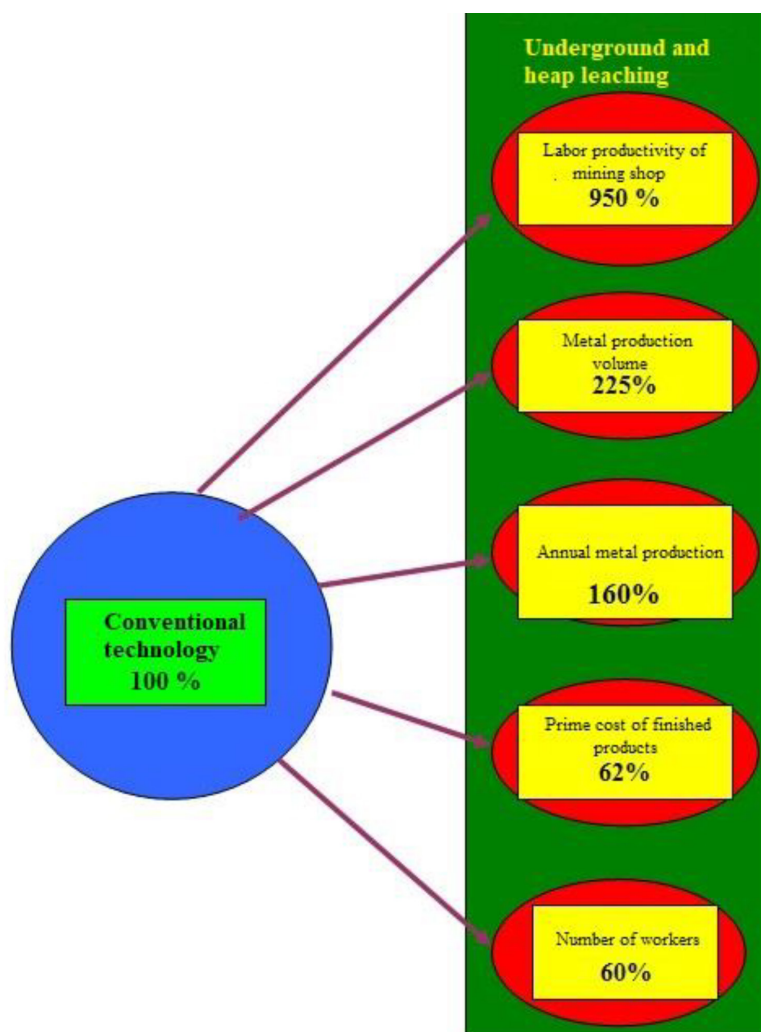 Underground and
heap leaching
Labor productivity of
mining shop
950 %
Metal production
volume
225%
Annual metal production
160%
Conventional
technology
100 %
Prime cost of finished
products
62%
Number of workers
60%